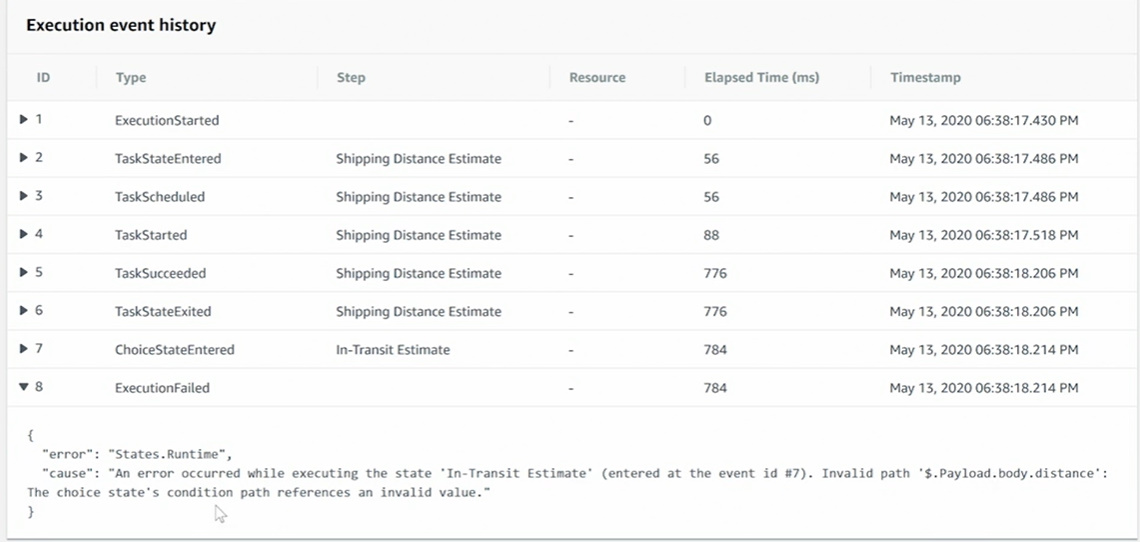 Execution event history
ID Type Step Resource Elapsed Time (ms) Timestamp
1 ExecutionStarted - 0 May 13, 2020 06:38:17.430 PM
2 TaskStateEntered Shipping Distance Estimate - 56 May 13, 2020 06:38:17.486 PM
3 TaskScheduled Shipping Distance Estimate - 56 May 13, 2020 06:38:17.486 PM
4 TaskStarted Shipping Distance Estimate - 88 May 13, 2020 06:38:17.518 PM
5 TaskSucceeded Shipping Distance Estimate - 776 May 13, 2020 06:38:18.206 PM
6 TaskStateExited Shipping Distance Estimate - 776 May 13, 2020 06:38:18.206 PM
7 ChoiceStateEntered In-Transit Estimate - 784 May 13, 2020 06:38:18.214 PM
8 ExecutionFailed - 784 May 13, 2020 06:38:18.214 PM
{
"error": "States.Runtime",
"cause": "An error occurred while executing the state 'In-Transit Estimate' (entered at the event id #7). Invalid path '$.Payload.body.distance':
The choice state's condition path references an invalid value."
}